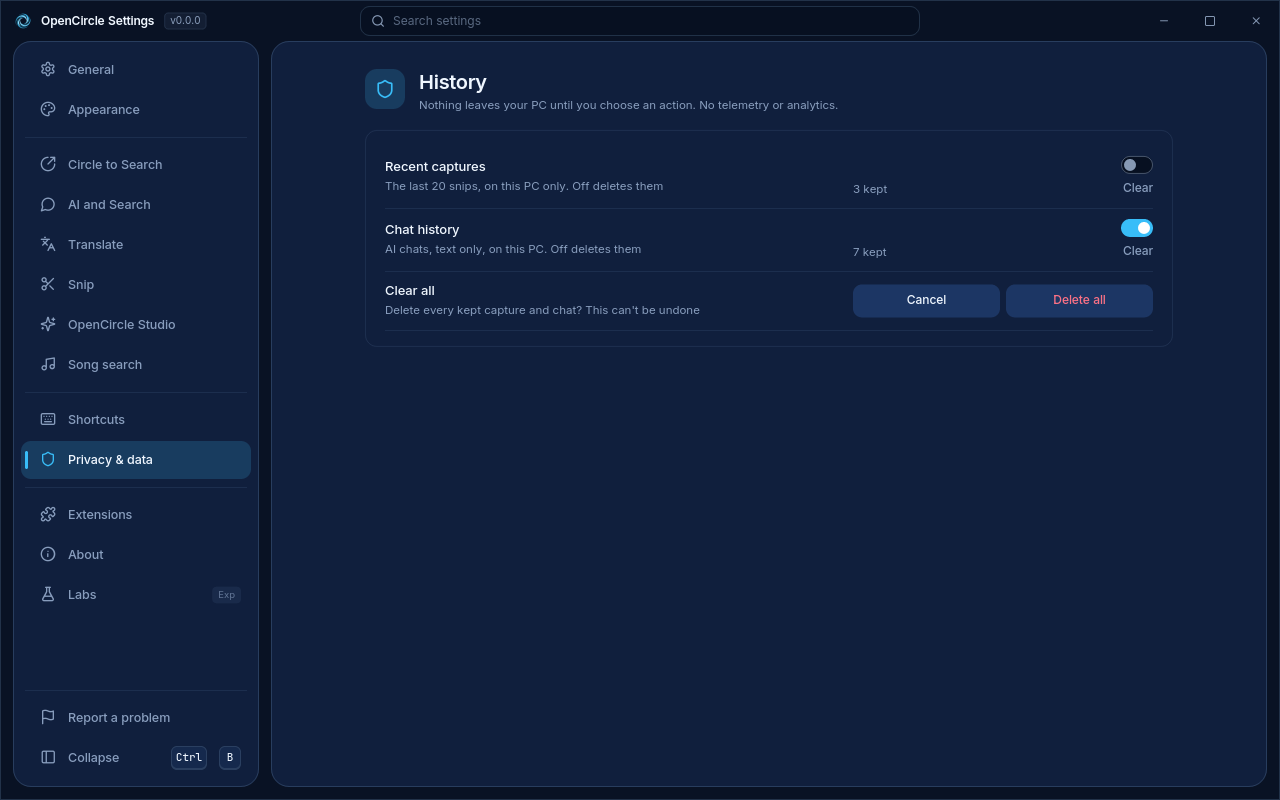 OpenCircle Settings v0.0.0
Search settings
General
Appearance
Circle to Search
AI and Search
Translate
Snip
OpenCircle Studio
Song search
Shortcuts
Privacy & data
Extensions
About
Labs Exp
Report a problem
Collapse Ctrl B
History
Nothing leaves your PC until you choose an action. No telemetry or analytics.
Recent captures
The last 20 snips, on this PC only. Off deletes them
3 kept
Clear
Chat history
AI chats, text only, on this PC. Off deletes them
7 kept
Clear
Clear all
Delete every kept capture and chat? This can't be undone
Cancel
Delete all